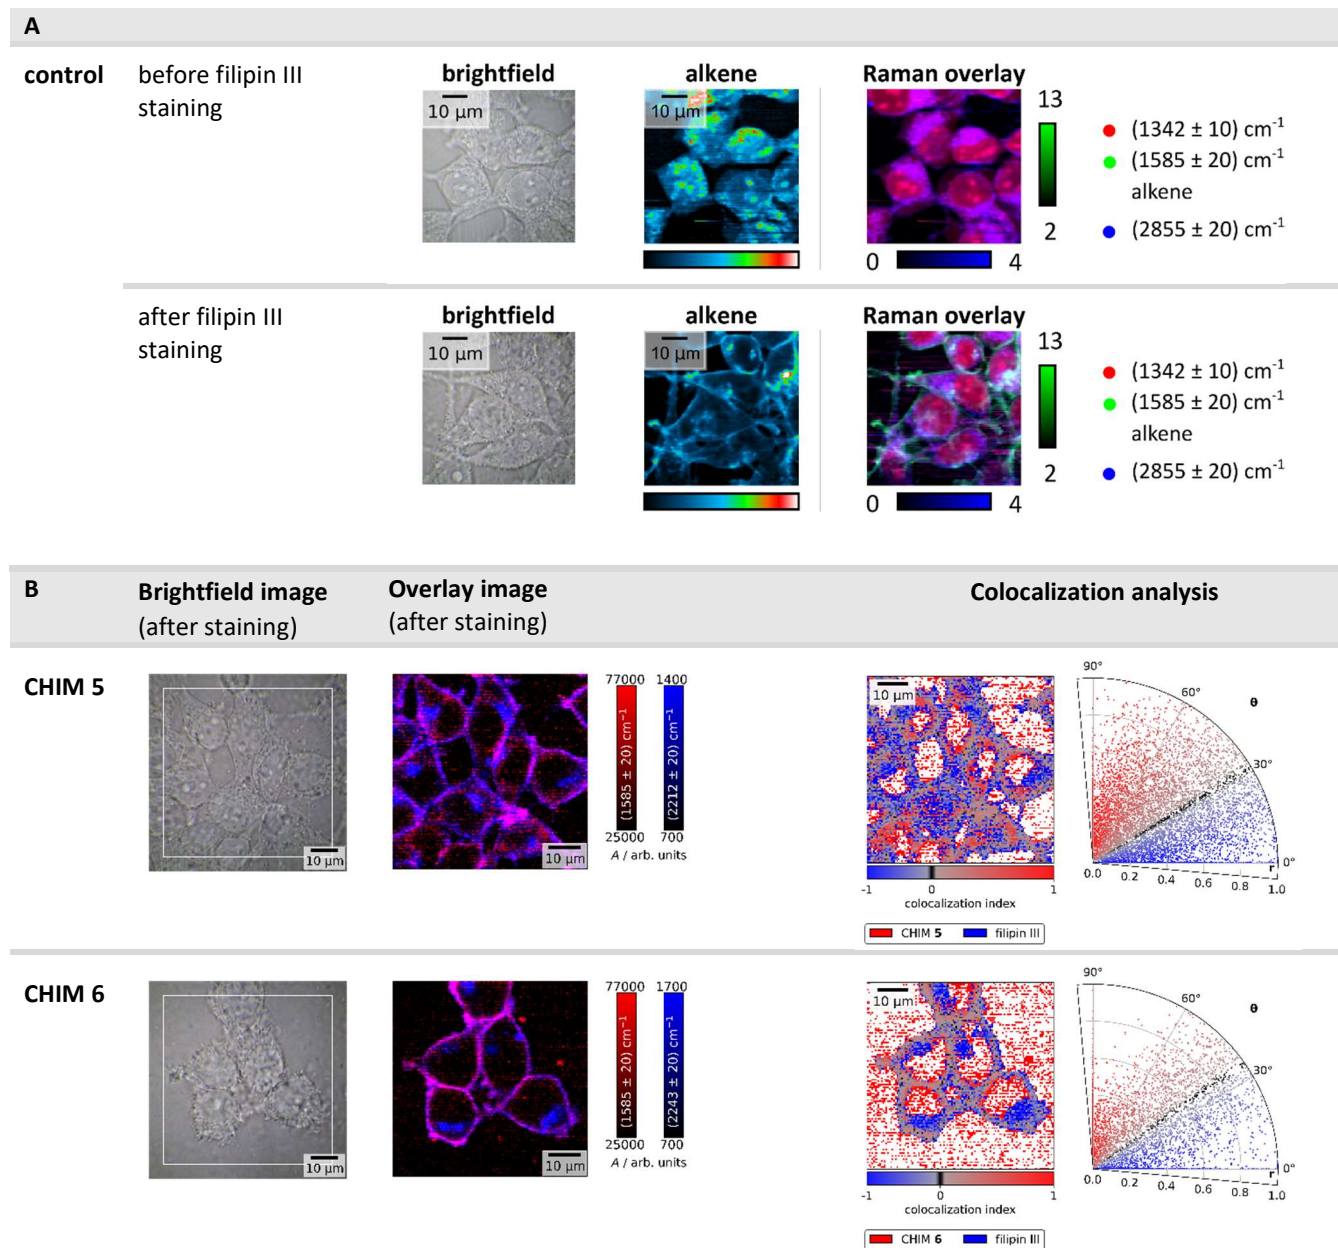 A
control
before filipin III
staining
brightfield
alkene
Raman overlay
10 µm
10 µm
13
2
0
4
(1342 ± 10) cm⁻¹
(1585 ± 20) cm⁻¹
alkene
(2855 ± 20) cm⁻¹
after filipin III
staining
brightfield
alkene
Raman overlay
10 µm
10 µm
13
2
0
4
(1342 ± 10) cm⁻¹
(1585 ± 20) cm⁻¹
alkene
(2855 ± 20) cm⁻¹
B
Brightfield image
(after staining)
Overlay image
(after staining)
Colocalization analysis
CHIM 5
10 µm
10 µm
77000
1400
(1585 ± 20) cm⁻¹
(2212 ± 20) cm⁻¹
25000
700
A / arb. units
10 µm
-1
0
1
colocalization index
CHIM 5
filipin III
90°
60°
θ
30°
0°
r
0.0
0.2
0.4
0.6
0.8
1.0
CHIM 6
10 µm
10 µm
77000
1700
(1585 ± 20) cm⁻¹
(2243 ± 20) cm⁻¹
25000
700
A / arb. units
10 µm
-1
0
1
colocalization index
CHIM 6
filipin III
90°
60°
θ
30°
0°
r
0.0
0.2
0.4
0.6
0.8
1.0